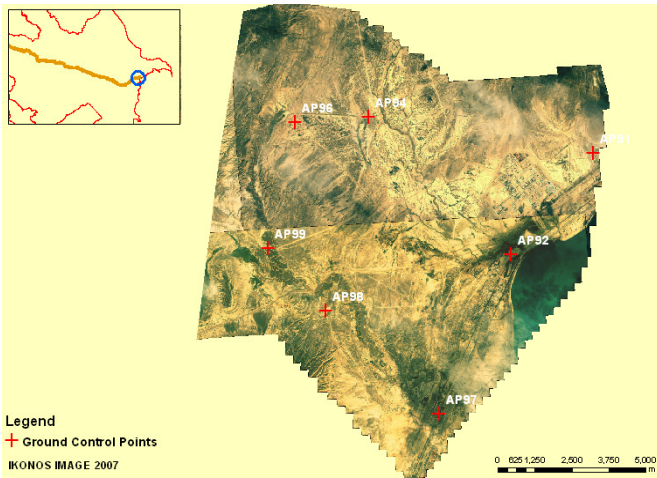 AP96
AP94
AP91
AP99
AP92
AP98
AP97
Legend
Ground Control Points
IKONOS IMAGE 2007
0 625 1,250 2,500 3,750 5,000
m